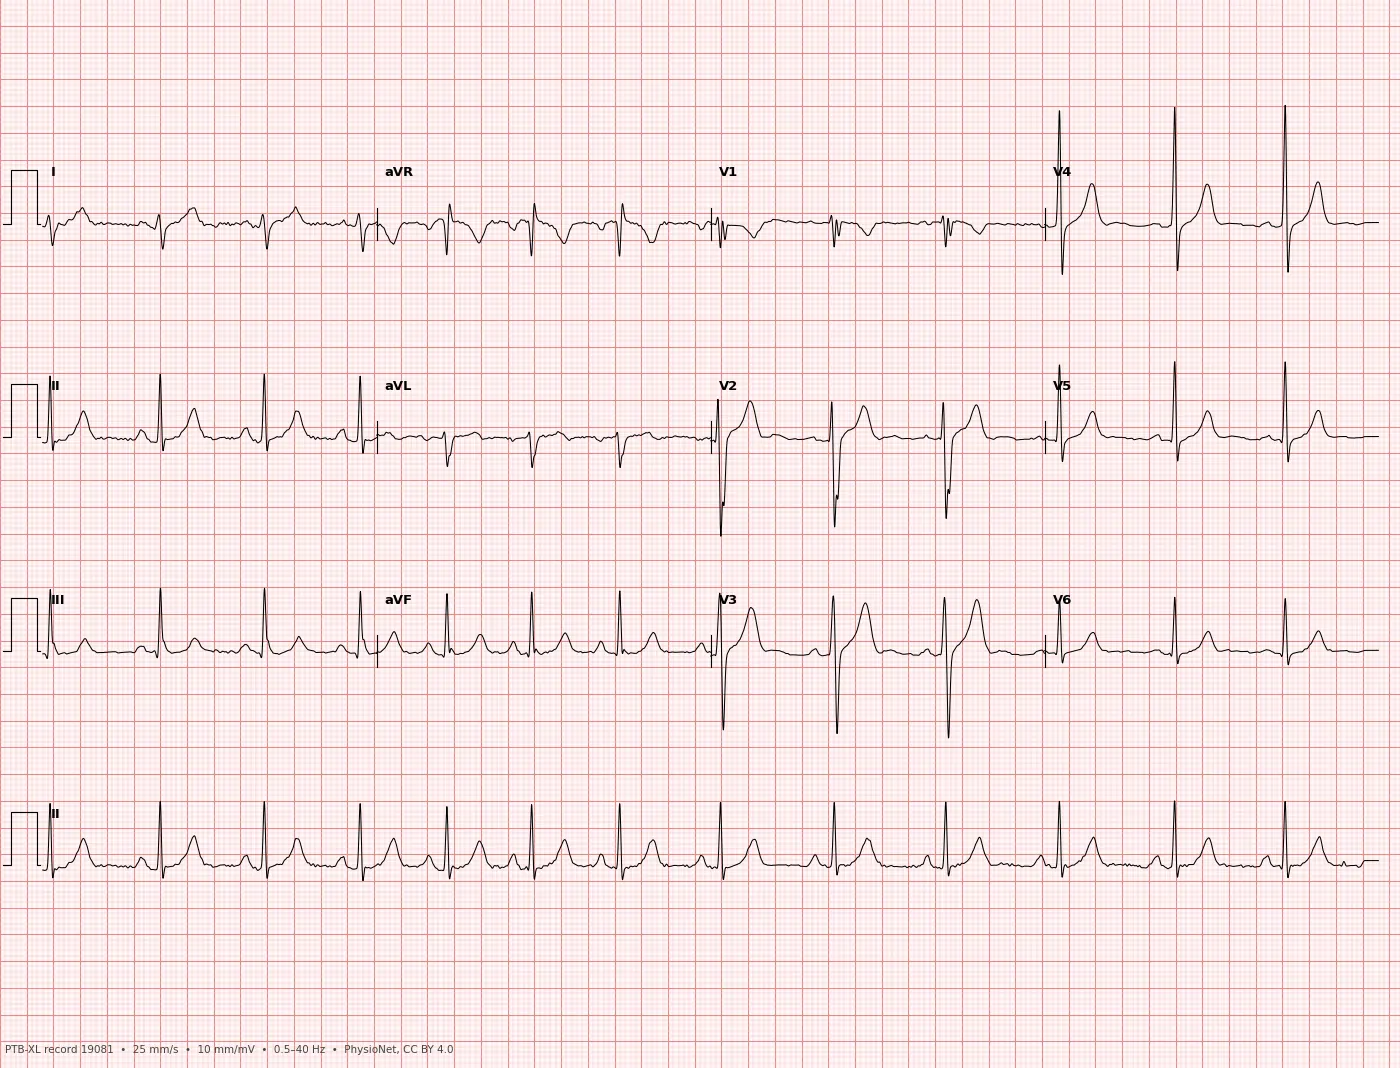 I aVR V1 V4
II aVL V2 V5
III aVF V3 V6
II
PTB-XL record 19081 • 25 mm/s • 10 mm/mV • 0.5–40 Hz • PhysioNet, CC BY 4.0